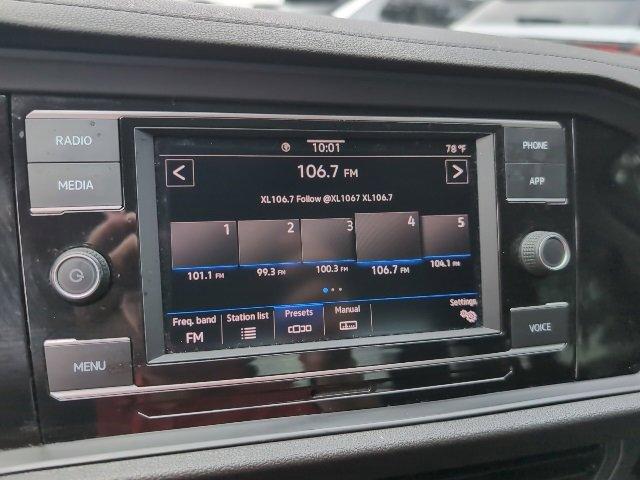 RADIO
MEDIA
MENU
10:01
78 °F
106.7 FM
XL106.7 Follow @XL1067 XL106.7
1
2
3
4
5
101.1 FM
99.3 FM
100.3 FM
106.7 FM
104.1 FM
Freq. band
FM
Station list
Presets
Manual
Settings
PHONE
APP
VOICE